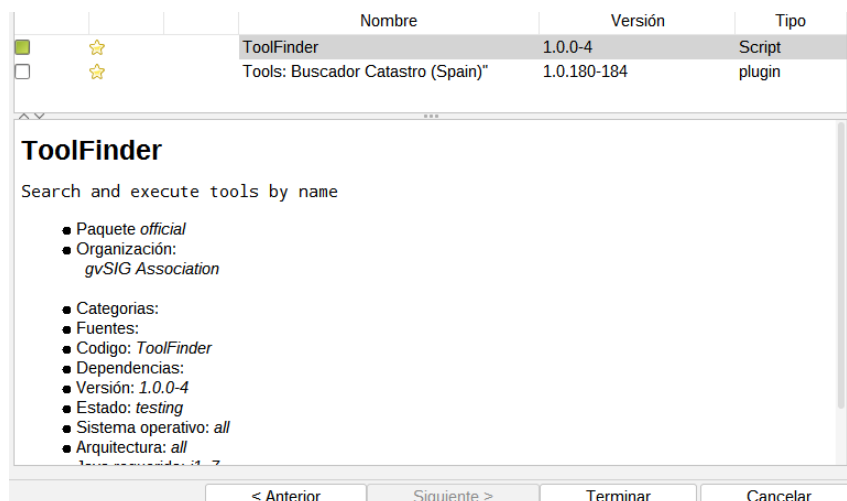 Nombre Versión Tipo
ToolFinder 1.0.0-4 Script
Tools: Buscador Catastro (Spain)" 1.0.180-184 plugin
ToolFinder
Search and execute tools by name
Paquete official
Organización:
gvSIG Association
Categorias:
Fuentes:
Codigo: ToolFinder
Dependencias:
Versión: 1.0.0-4
Estado: testing
Sistema operativo: all
Arquitectura: all
< Anterior Siguiente > Terminar Cancelar